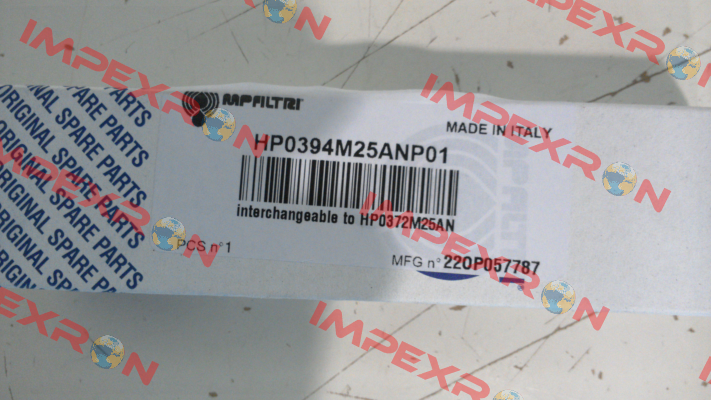 MPFILTRI
MADE IN ITALY
HP0394M25ANP01
interchangeable to HP0372M25AN
PCS n° 1
MFG n° 220P057787
ORIGINAL SPARE PARTS
ORIGINAL SPARE PARTS
ORIGINAL SPARE PARTS
ORIGINAL SPARE PARTS
IMPEXRON
IMPEXRON
IMPEXRON
IMPEXRON
IMPEXRON
IMPEXRON